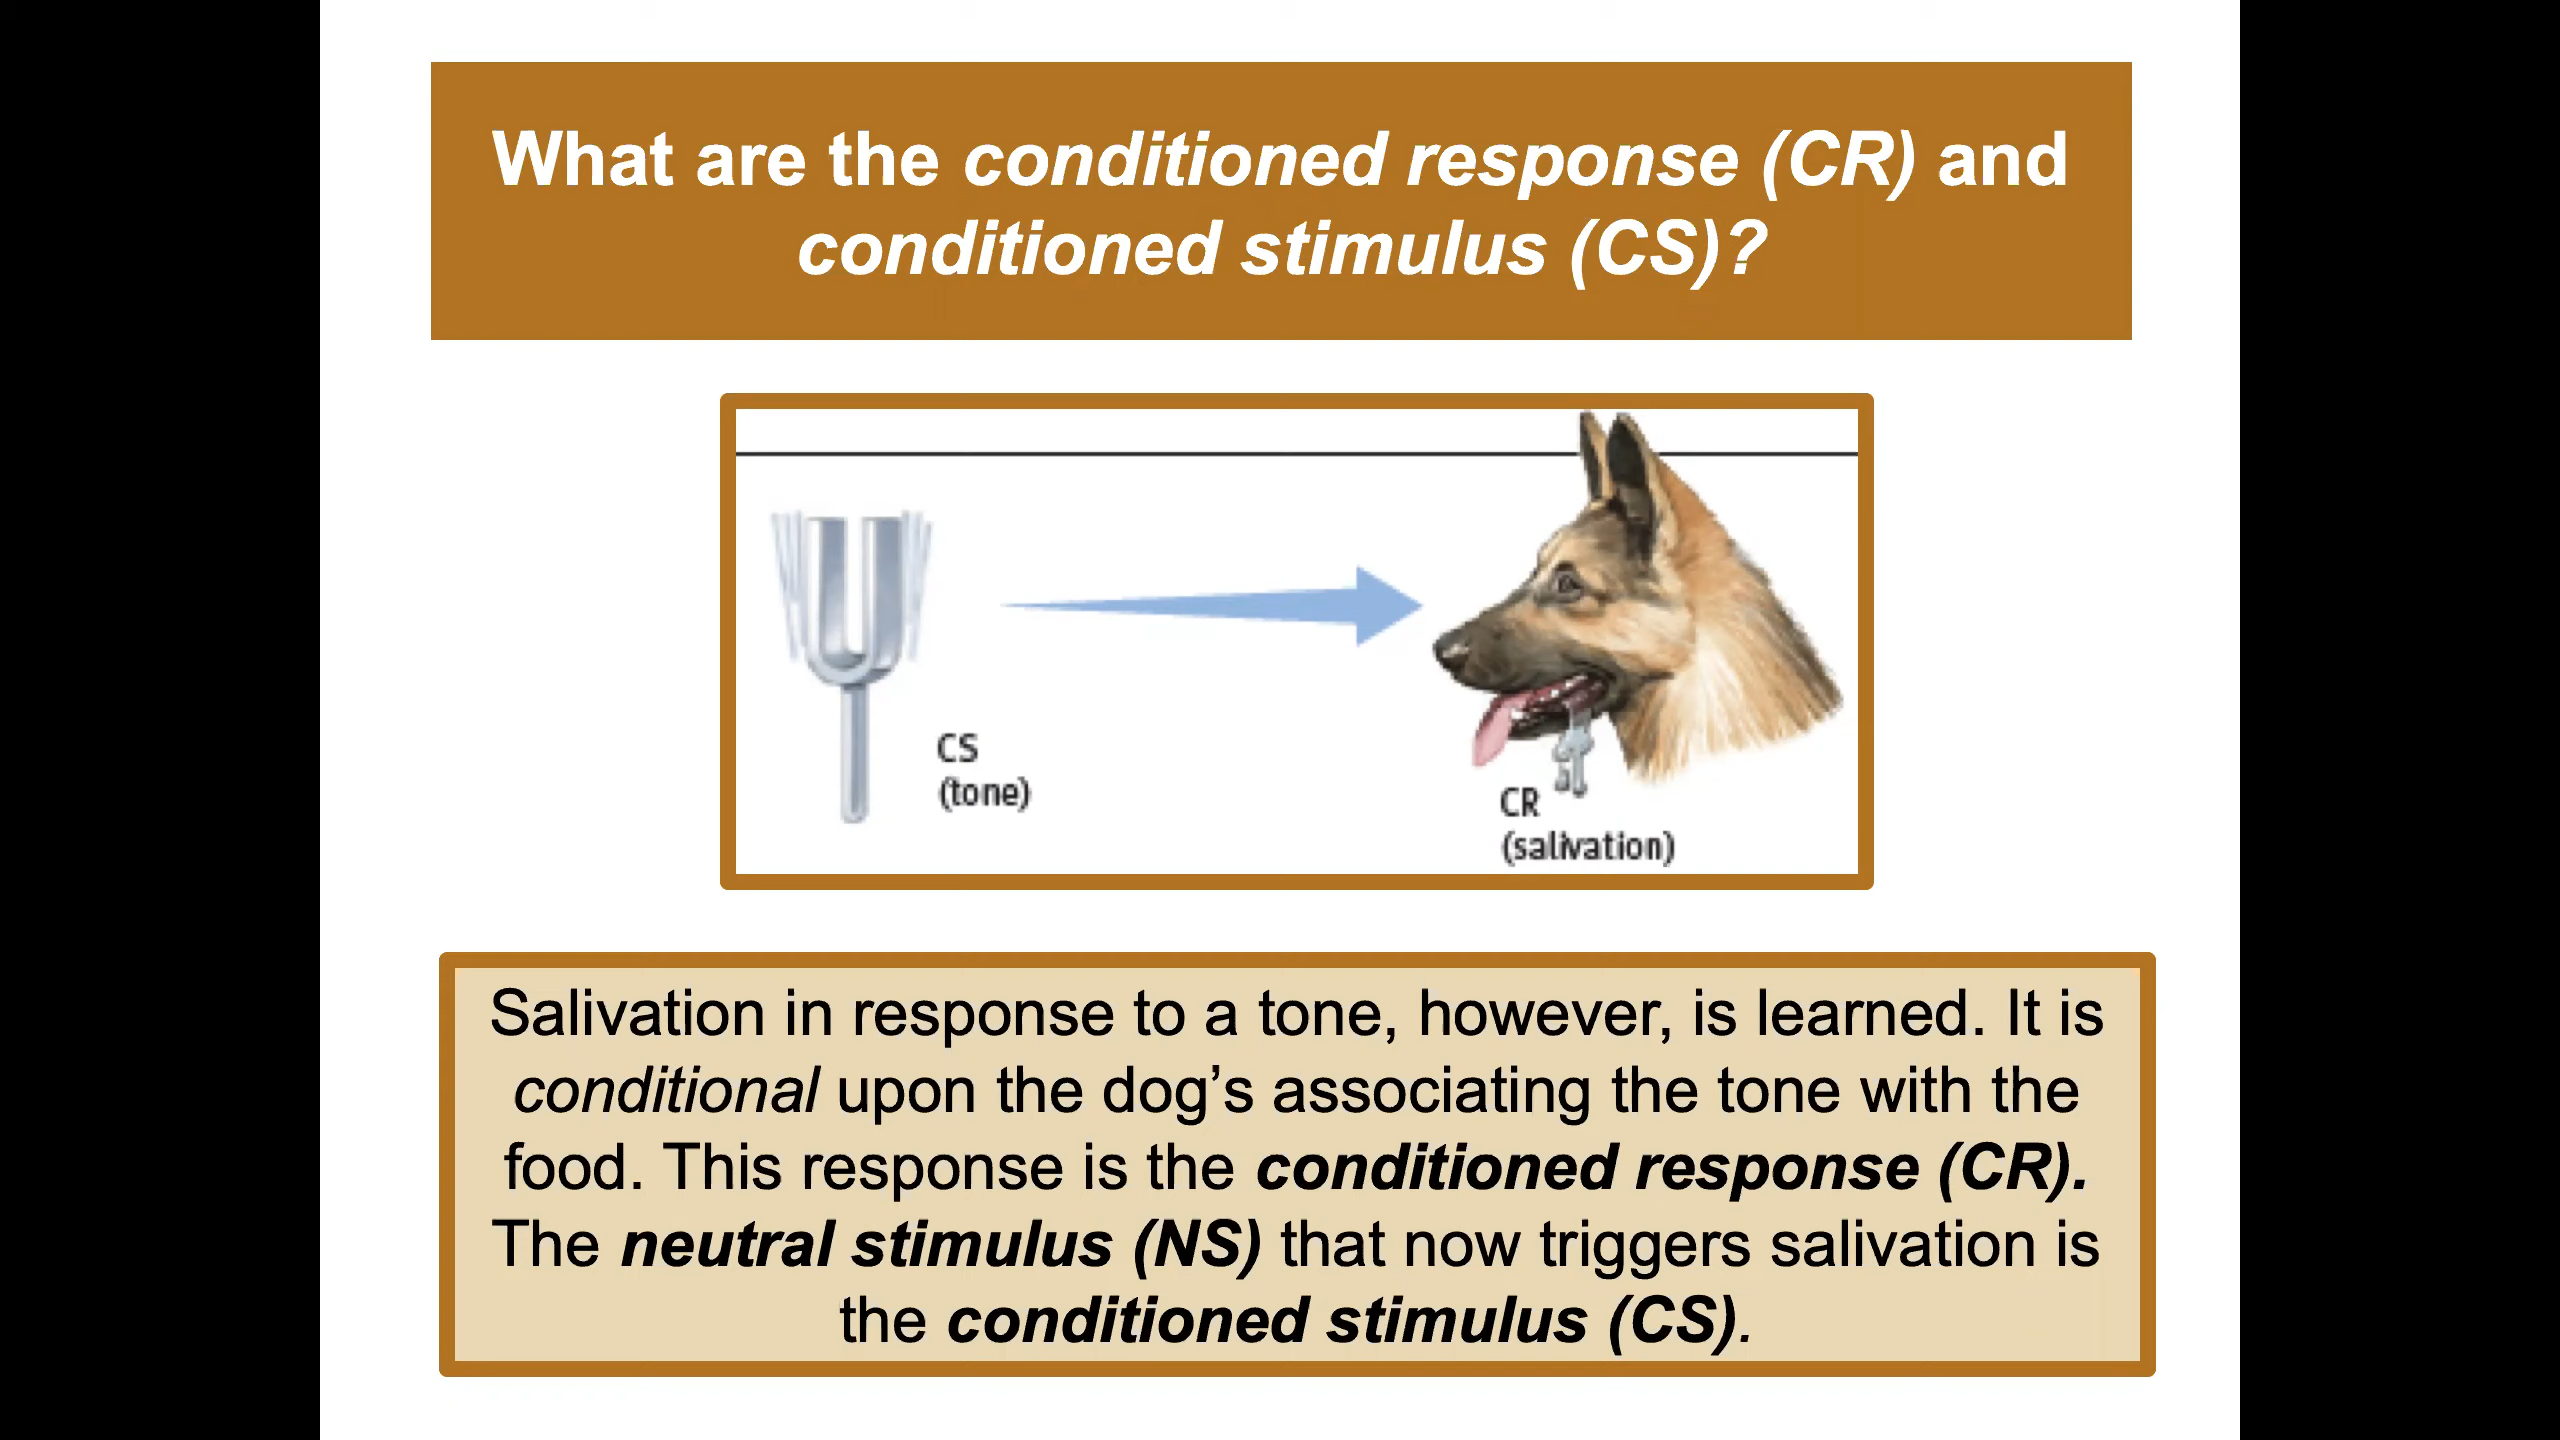 What are the conditioned response (CR) and
conditioned stimulus (CS)?
CS
(tone)
CR
(salivation)
Salivation in response to a tone, however, is learned. It is
conditional upon the dog’s associating the tone with the
food. This response is the conditioned response (CR).
The neutral stimulus (NS) that now triggers salivation is
the conditioned stimulus (CS).